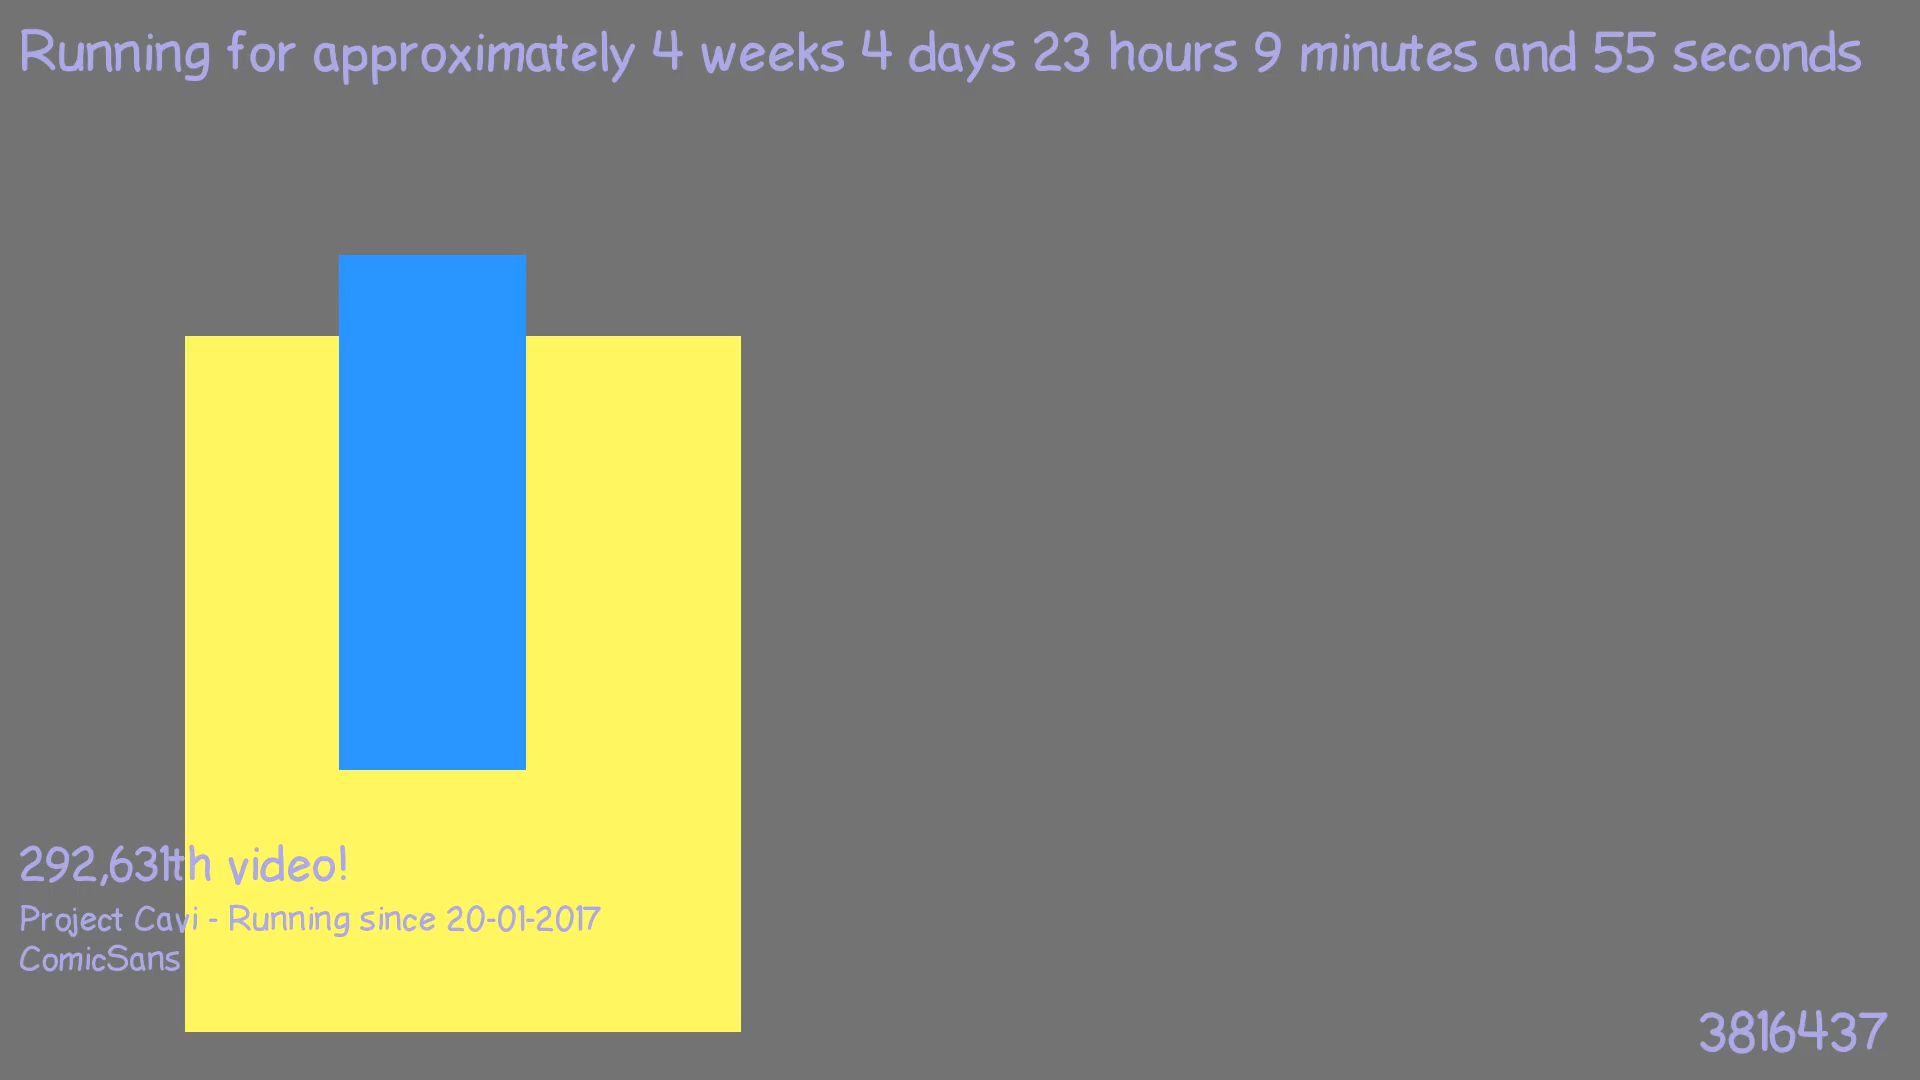 Running for approximately 4 weeks 4 days 23 hours 9 minutes and 55 seconds
292,631th video!
Project Cavi - Running since 20-01-2017
ComicSans
3816437